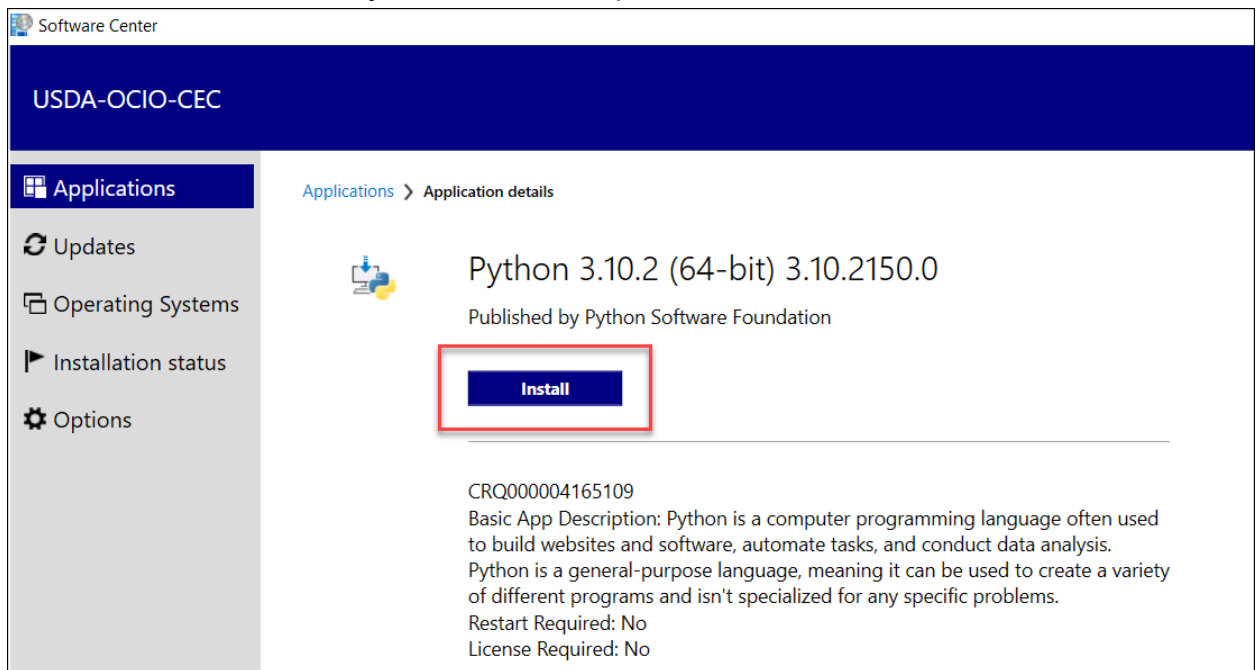 Software Center
USDA-OCIO-CEC
Applications
Updates
Operating Systems
Installation status
Options
Applications > Application details
Python 3.10.2 (64-bit) 3.10.2150.0
Published by Python Software Foundation
Install
CRQ000004165109
Basic App Description: Python is a computer programming language often used
to build websites and software, automate tasks, and conduct data analysis.
Python is a general-purpose language, meaning it can be used to create a variety
of different programs and isn't specialized for any specific problems.
Restart Required: No
License Required: No